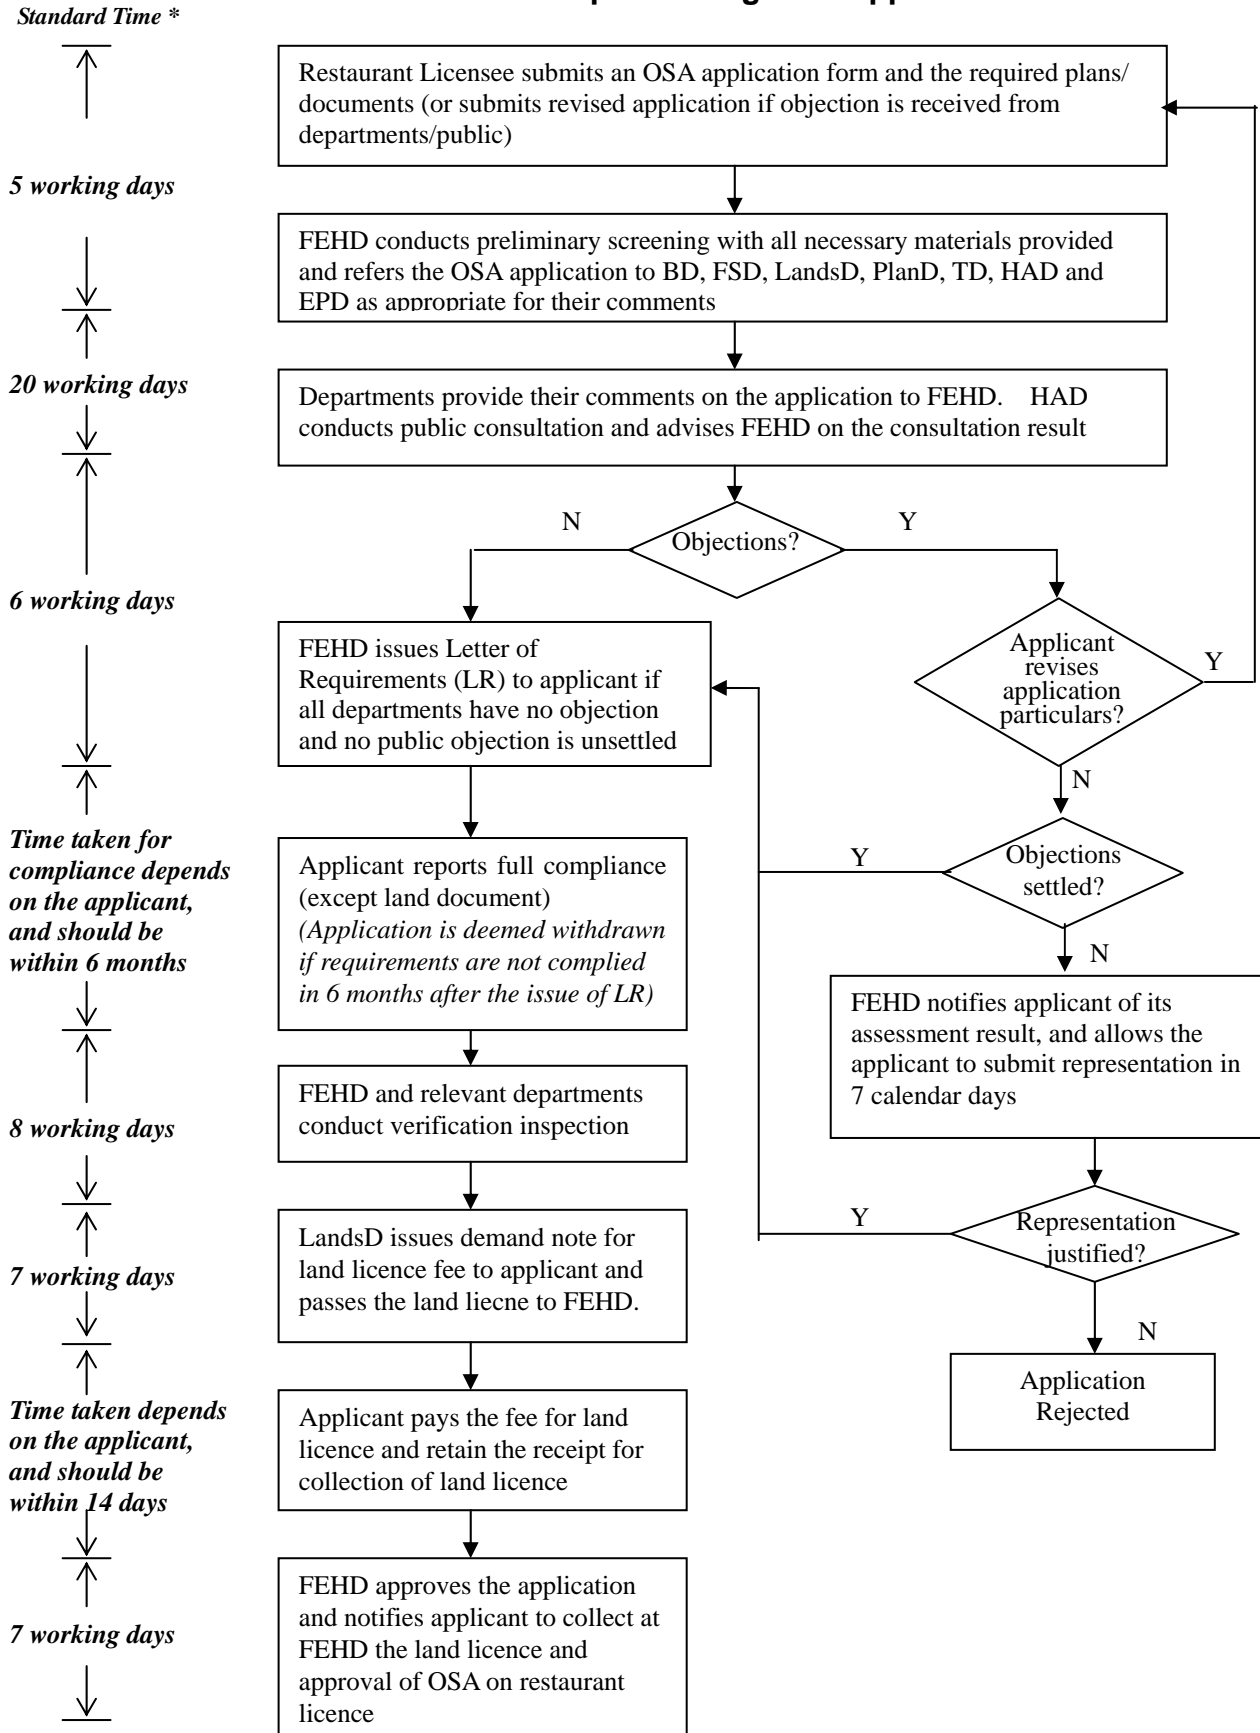 Standard Time *
Restaurant Licensee submits an OSA application form and the required plans/
documents (or submits revised application if objection is received from
departments/public)
5 working days
FEHD conducts preliminary screening with all necessary materials provided
and refers the OSA application to BD, FSD, LandsD, PlanD, TD, HAD and
EPD as appropriate for their comments
20 working days
Departments provide their comments on the application to FEHD. HAD
conducts public consultation and advises FEHD on the consultation result
N
Objections?
Y
6 working days
FEHD issues Letter of
Requirements (LR) to applicant if
all departments have no objection
and no public objection is unsettled
Applicant
revises
application
particulars?
Y
N
Time taken for
compliance depends
on the applicant,
and should be
within 6 months
Applicant reports full compliance
(except land document)
(Application is deemed withdrawn
if requirements are not complied
in 6 months after the issue of LR)
Y
Objections
settled?
N
FEHD notifies applicant of its
assessment result, and allows the
applicant to submit representation in
7 calendar days
8 working days
FEHD and relevant departments
conduct verification inspection
Y
Representation
justified?
N
7 working days
LandsD issues demand note for
land licence fee to applicant and
passes the land liecne to FEHD.
Application
Rejected
Time taken depends
on the applicant,
and should be
within 14 days
Applicant pays the fee for land
licence and retain the receipt for
collection of land licence
7 working days
FEHD approves the application
and notifies applicant to collect at
FEHD the land licence and
approval of OSA on restaurant
licence